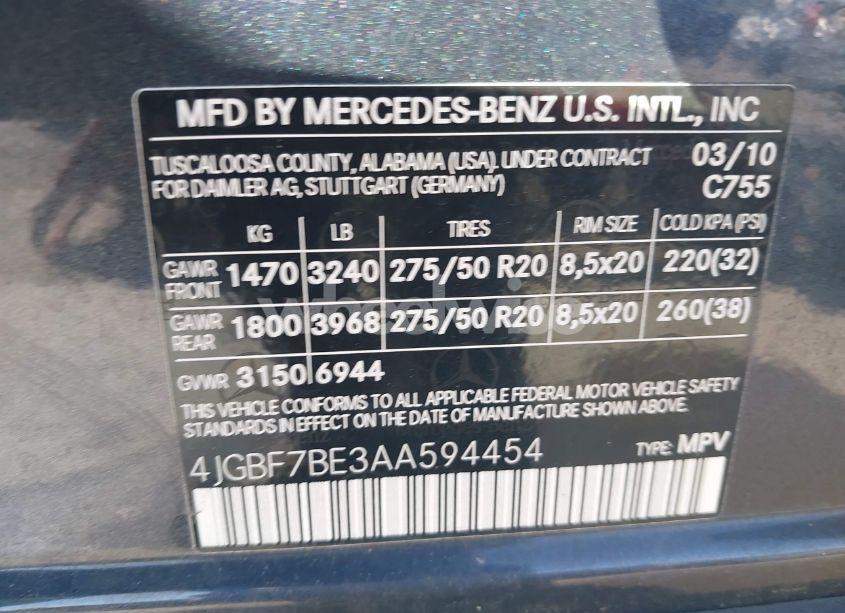 MFD BY MERCEDES-BENZ U.S. INTL., INC
TUSCALOOSA COUNTY, ALABAMA (USA). UNDER CONTRACT 03/10
FOR DAMLER AG, STUTTGART (GERMANY) C755
KG LB TIRES RIM SIZE COLD KPA (PSI)
GAWR FRONT 1470 3240 275/50 R20 8,5x20 220(32)
GAWR REAR 1800 3968 275/50 R20 8,5x20 260(38)
GVWR 3150 6944
THIS VEHICLE CONFORMS TO ALL APPLICABLE FEDERAL MOTOR VEHICLE SAFETY
STANDARDS IN EFFECT ON THE DATE OF MANUFACTURE SHOWN ABOVE.
4JGBF7BE3AA594454 TYPE: MPV